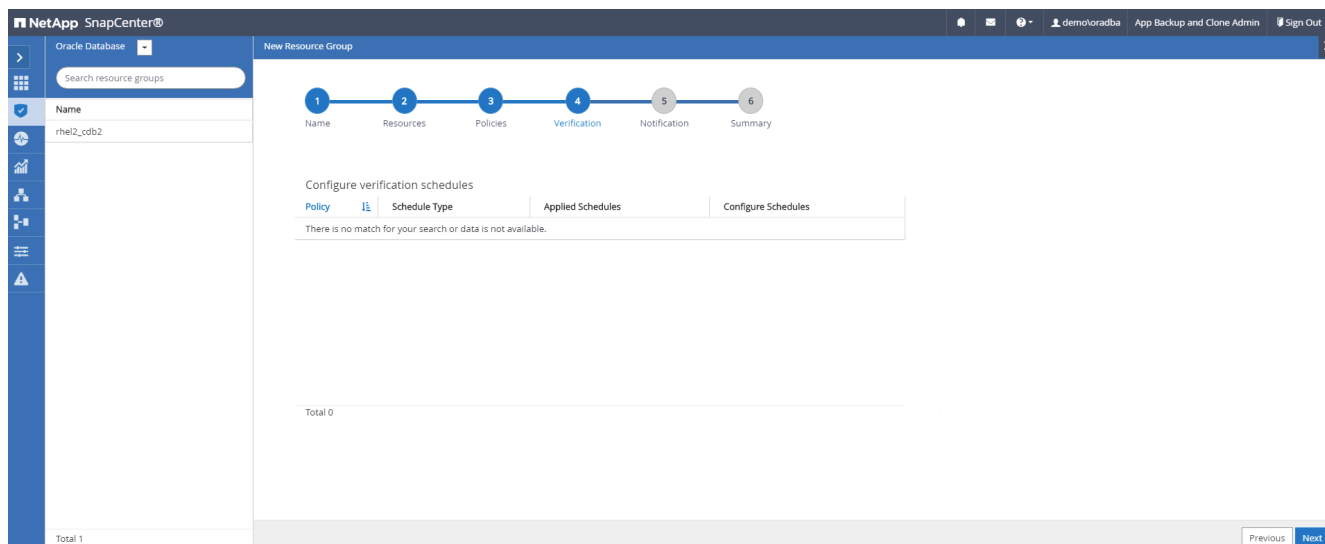 NetApp SnapCenter®
demo\oradba App Backup and Clone Admin Sign Out
Oracle Database
New Resource Group
Search resource groups
Name
rhel2_cdb2
1 2 3 4 5 6
Name Resources Policies Verification Notification Summary
Configure verification schedules
Policy Schedule Type Applied Schedules Configure Schedules
There is no match for your search or data is not available.
Total 0
Total 1
Previous Next